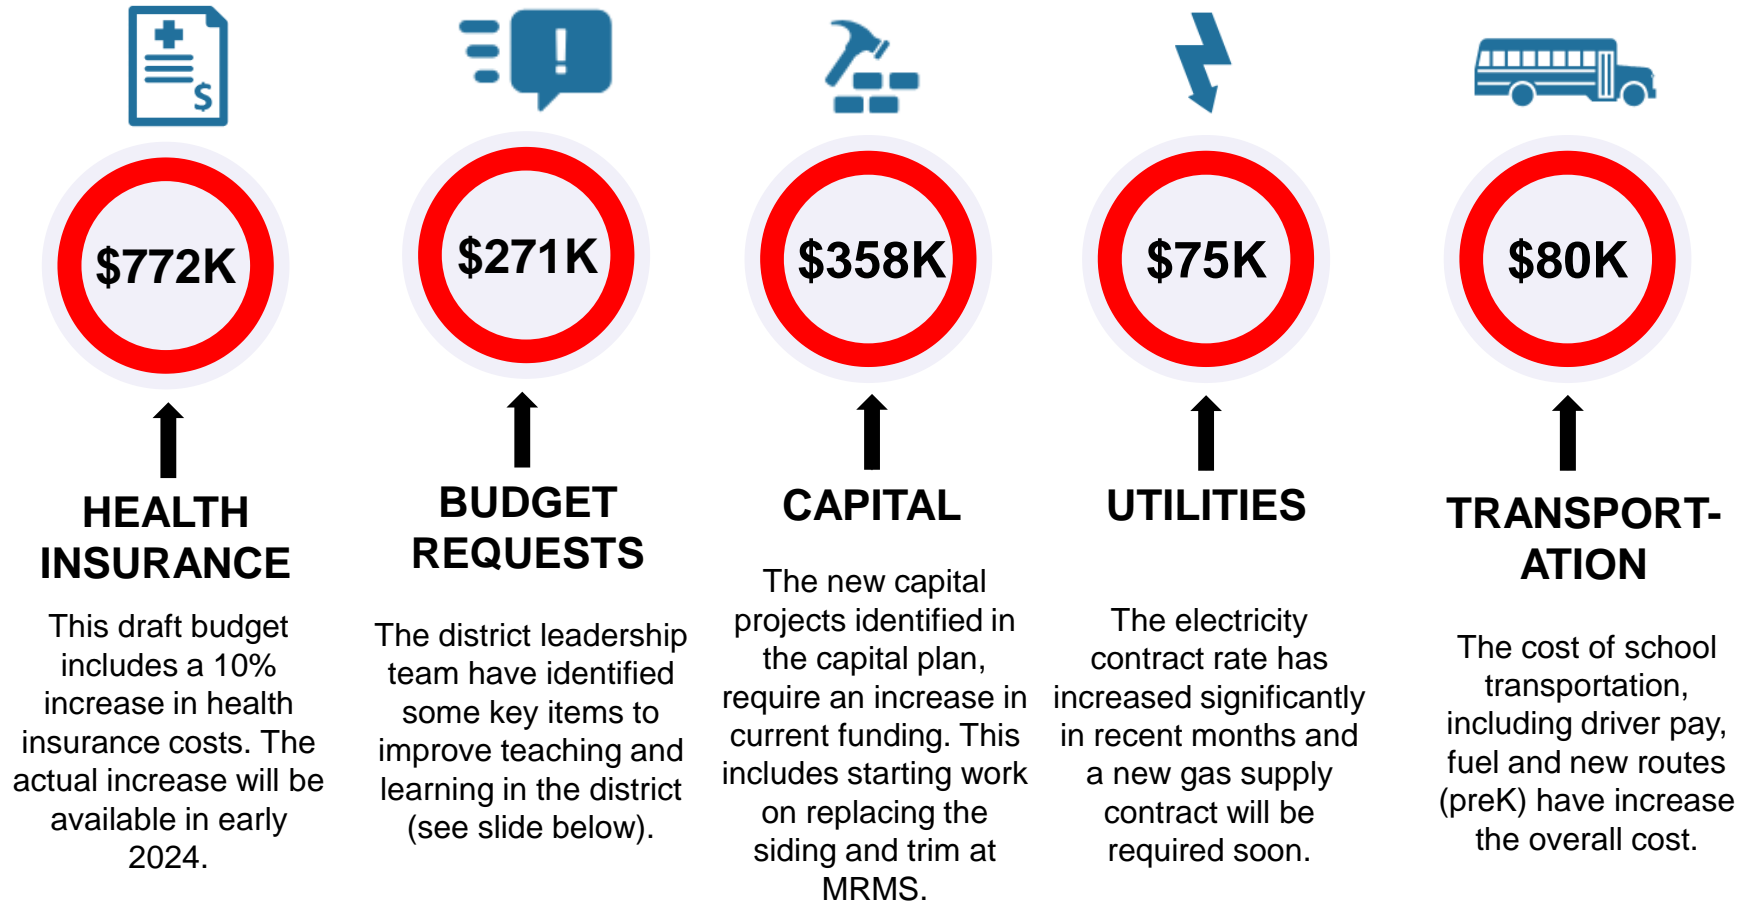 $
!
$772K
HEALTH
INSURANCE
This draft budget
includes a 10%
increase in health
insurance costs. The
actual increase will be
available in early
2024.
$271K
BUDGET
REQUESTS
The district leadership
team have identified
some key items to
improve teaching and
learning in the district
(see slide below).
$358K
CAPITAL
The new capital
projects identified in
the capital plan,
require an increase in
current funding. This
includes starting work
on replacing the
siding and trim at
MRMS.
$75K
UTILITIES
The electricity
contract rate has
increased significantly
in recent months and
a new gas supply
contract will be
required soon.
$80K
TRANSPORT-
ATION
The cost of school
transportation,
including driver pay,
fuel and new routes
(preK) have increase
the overall cost.